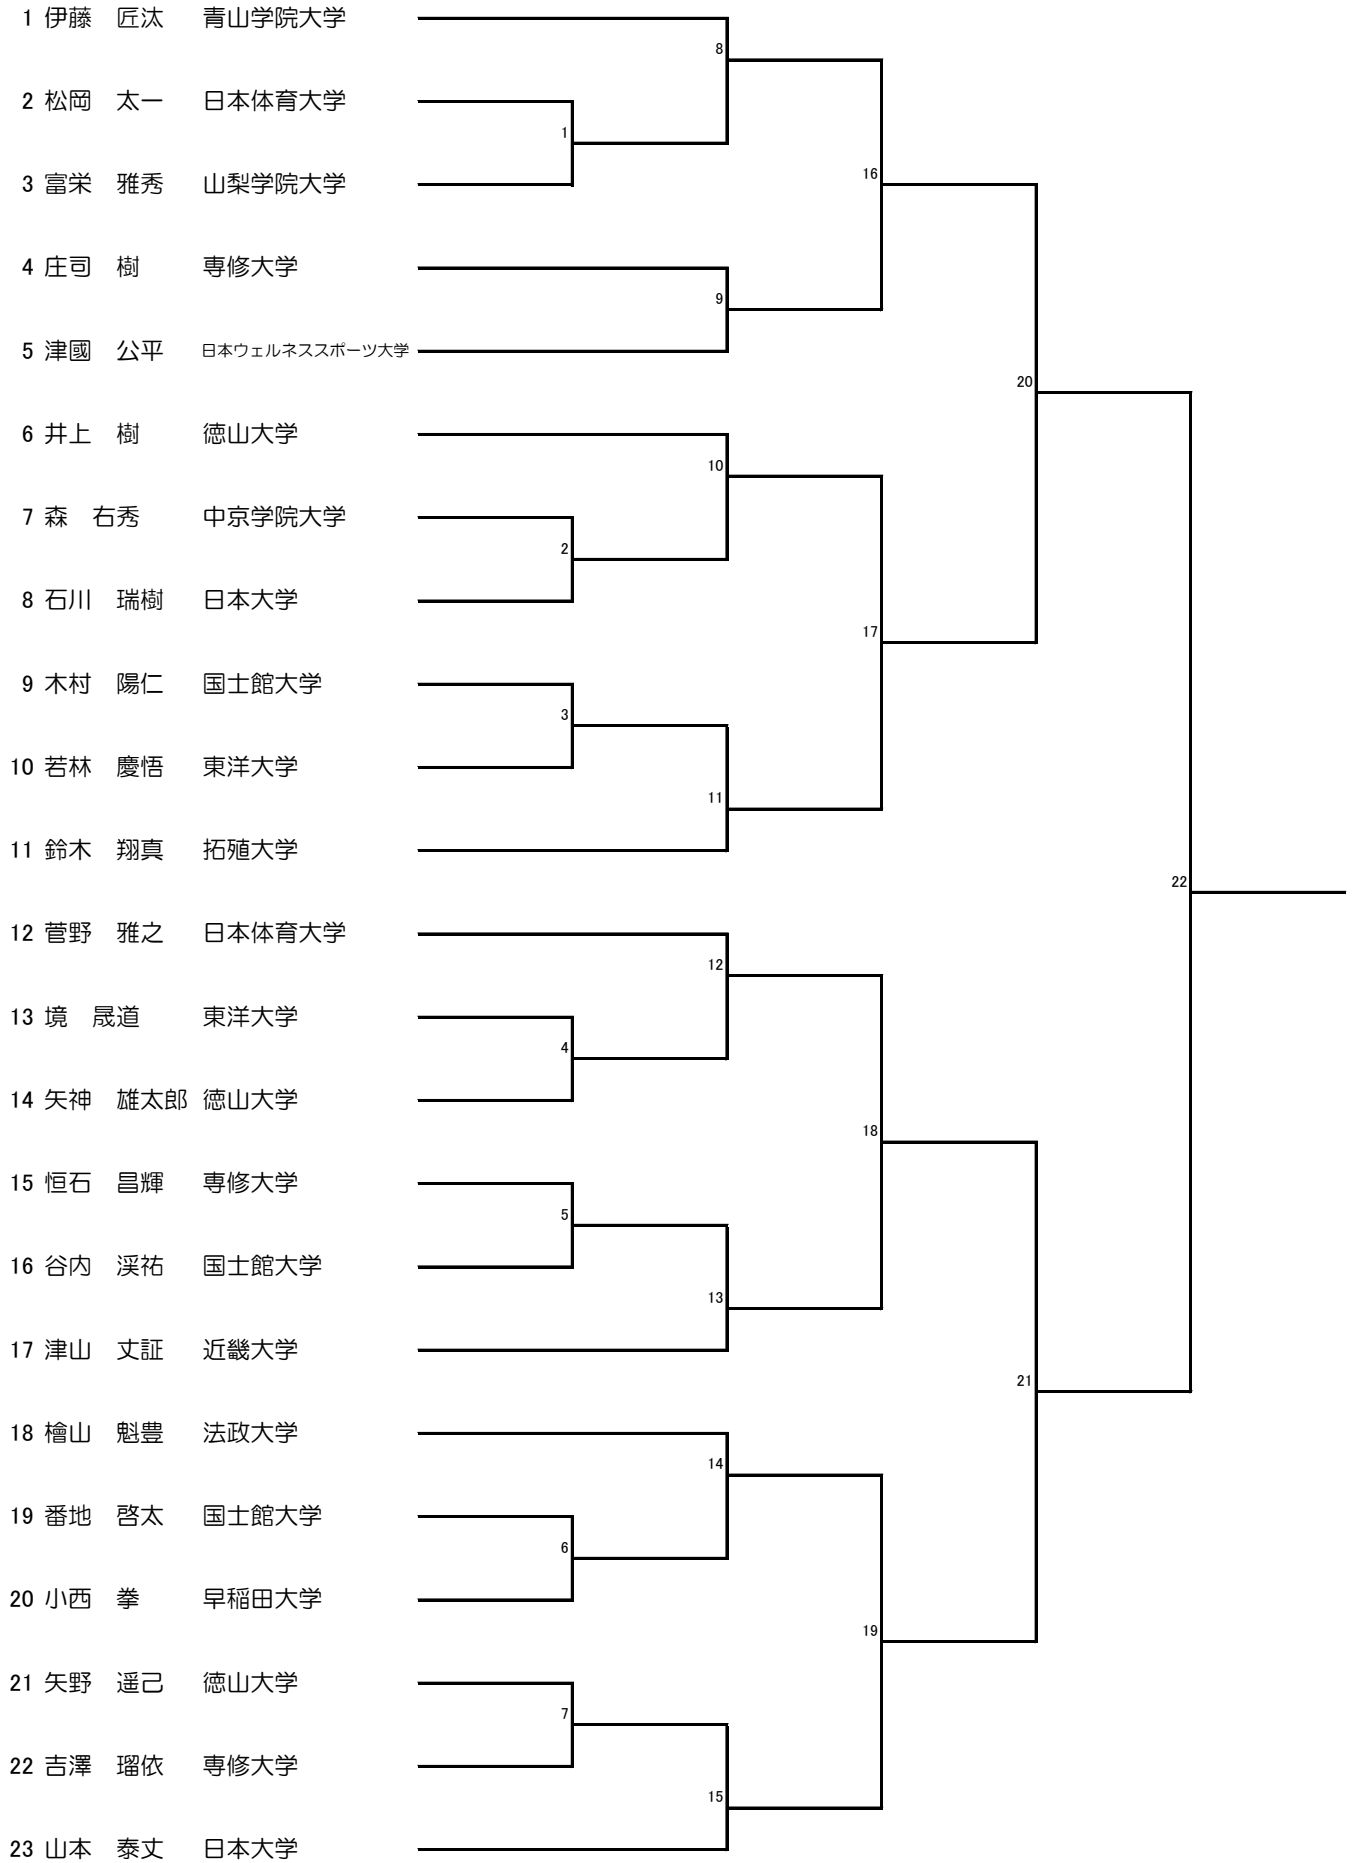 1 伊藤　匠汰 青山学院大学
8
2 松岡　太一 日本体育大学
1
3 富栄　雅秀 山梨学院大学
16
4 庄司　樹 専修大学
9
5 津國　公平 日本ウェルネススポーツ大学
20
6 井上　樹 徳山大学
10
7 森　右秀 中京学院大学
2
8 石川　瑞樹 日本大学
17
9 木村　陽仁 国士館大学
3
10 若林　慶悟 東洋大学
11
11 鈴木　翔真 拓殖大学
22
12 菅野　雅之 日本体育大学
12
13 境　晟道 東洋大学
4
14 矢神　雄太郎 徳山大学
18
15 恒石　昌輝 専修大学
5
16 谷内　渓祐 国士館大学
13
17 津山　丈証 近畿大学
21
18 檜山　魁豊 法政大学
14
19 番地　啓太 国士館大学
6
20 小西　拳 早稲田大学
19
21 矢野　遥己 徳山大学
7
22 吉澤　瑠依 専修大学
15
23 山本　泰丈 日本大学